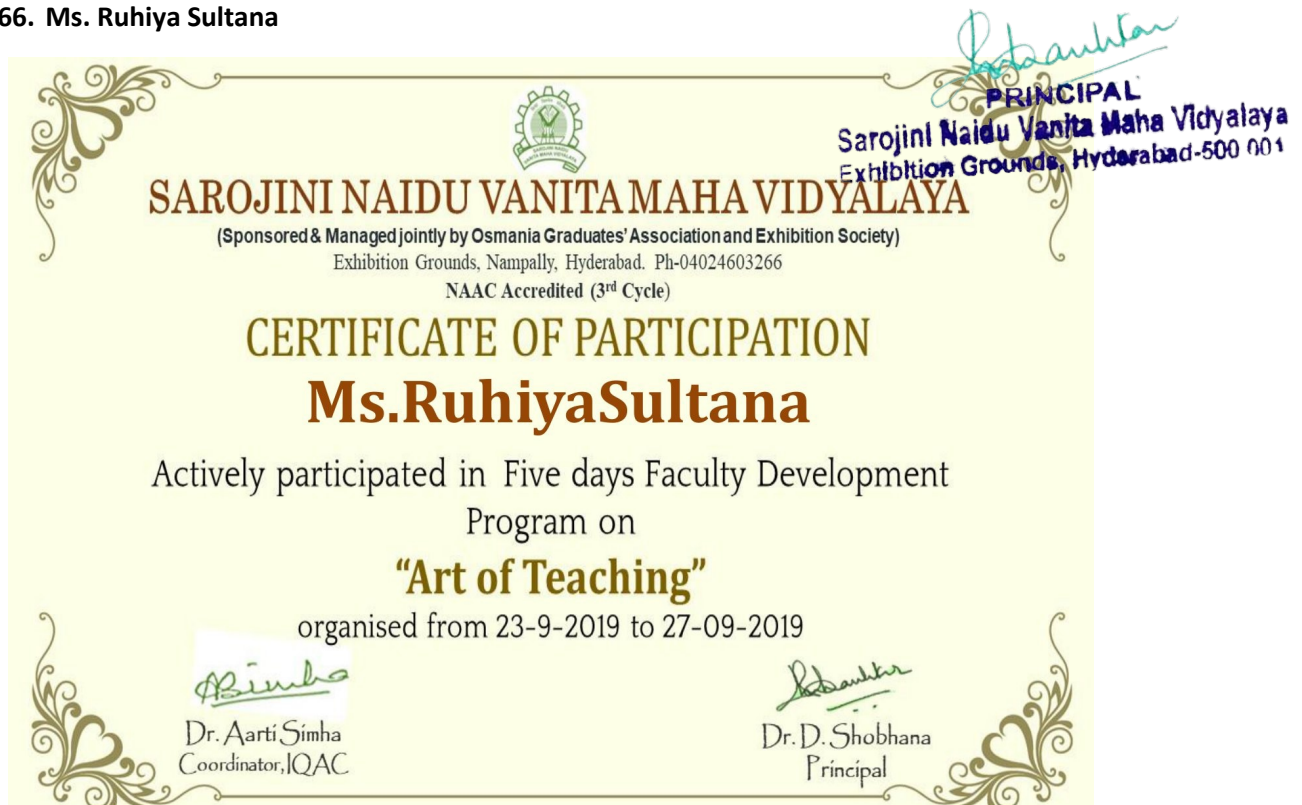 66. Ms. Ruhiya Sultana
PRINCIPAL
Sarojini Naidu Vanita Maha Vidyalaya
Exhibition Grounds, Hyderabad-500 001
SAROJINI NAIDU VANITA MAHA VIDYALAYA
(Sponsored & Managed jointly by Osmania Graduates' Association and Exhibition Society)
Exhibition Grounds, Nampally, Hyderabad. Ph-04024603266
NAAC Accredited (3rd Cycle)
CERTIFICATE OF PARTICIPATION
Ms.RuhiyaSultana
Actively participated in Five days Faculty Development
Program on
“Art of Teaching”
organised from 23-9-2019 to 27-09-2019
Dr. Aarti Simha
Coordinator,IQAC
Dr. D. Shobhana
Principal